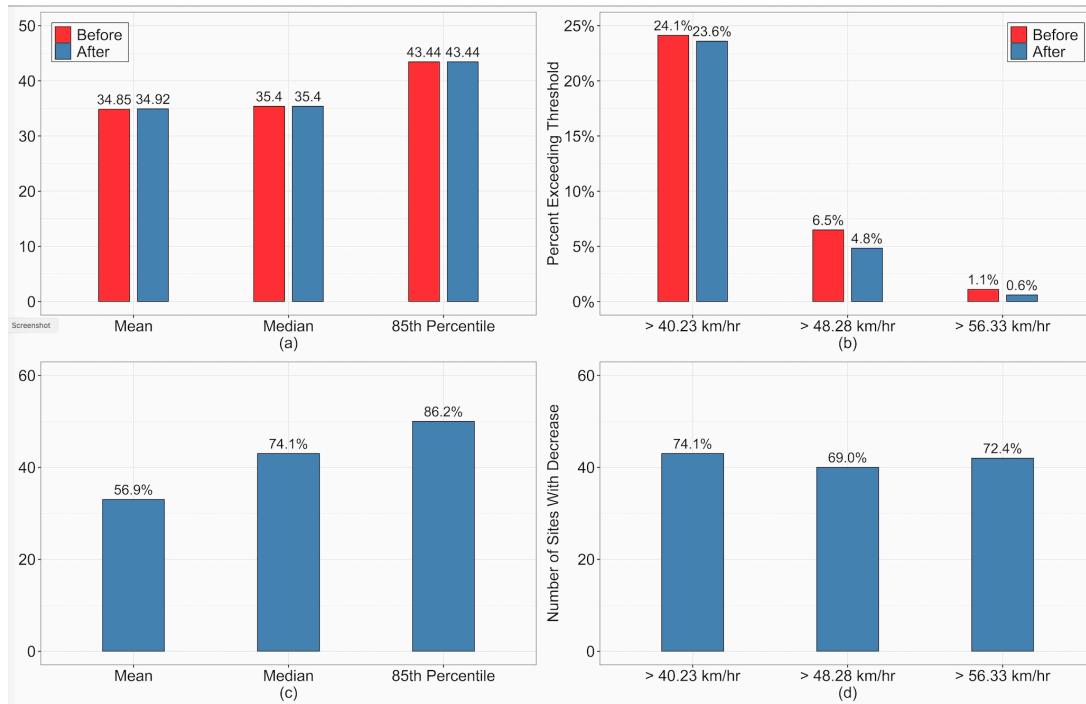 50
40
30
20
10
0
Before
After
34.85 34.92
35.4 35.4
43.44 43.44
Mean Median 85th Percentile
(a)
Screenshot
Percent Exceeding Threshold
25%
20%
15%
10%
5%
0%
Before
After
24.1% 23.6%
6.5% 4.8%
1.1% 0.6%
> 40.23 km/hr > 48.28 km/hr > 56.33 km/hr
(b)
60
40
20
0
56.9%
74.1%
86.2%
Mean Median 85th Percentile
(c)
Number of Sites With Decrease
60
40
20
0
74.1%
69.0%
72.4%
> 40.23 km/hr > 48.28 km/hr > 56.33 km/hr
(d)